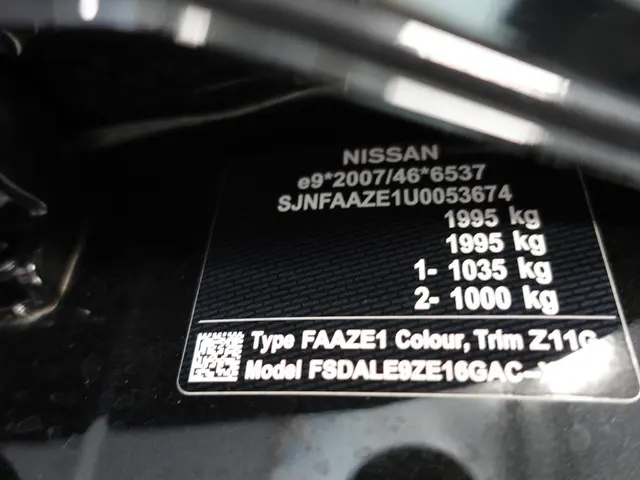 NISSAN
e9*2007/46*6537
SJNFAAZE1U0053674
1995 kg
1995 kg
1- 1035 kg
2- 1000 kg
Type FAAZE1 Colour, Trim Z11G
Model FSDALE9ZE16GAC-